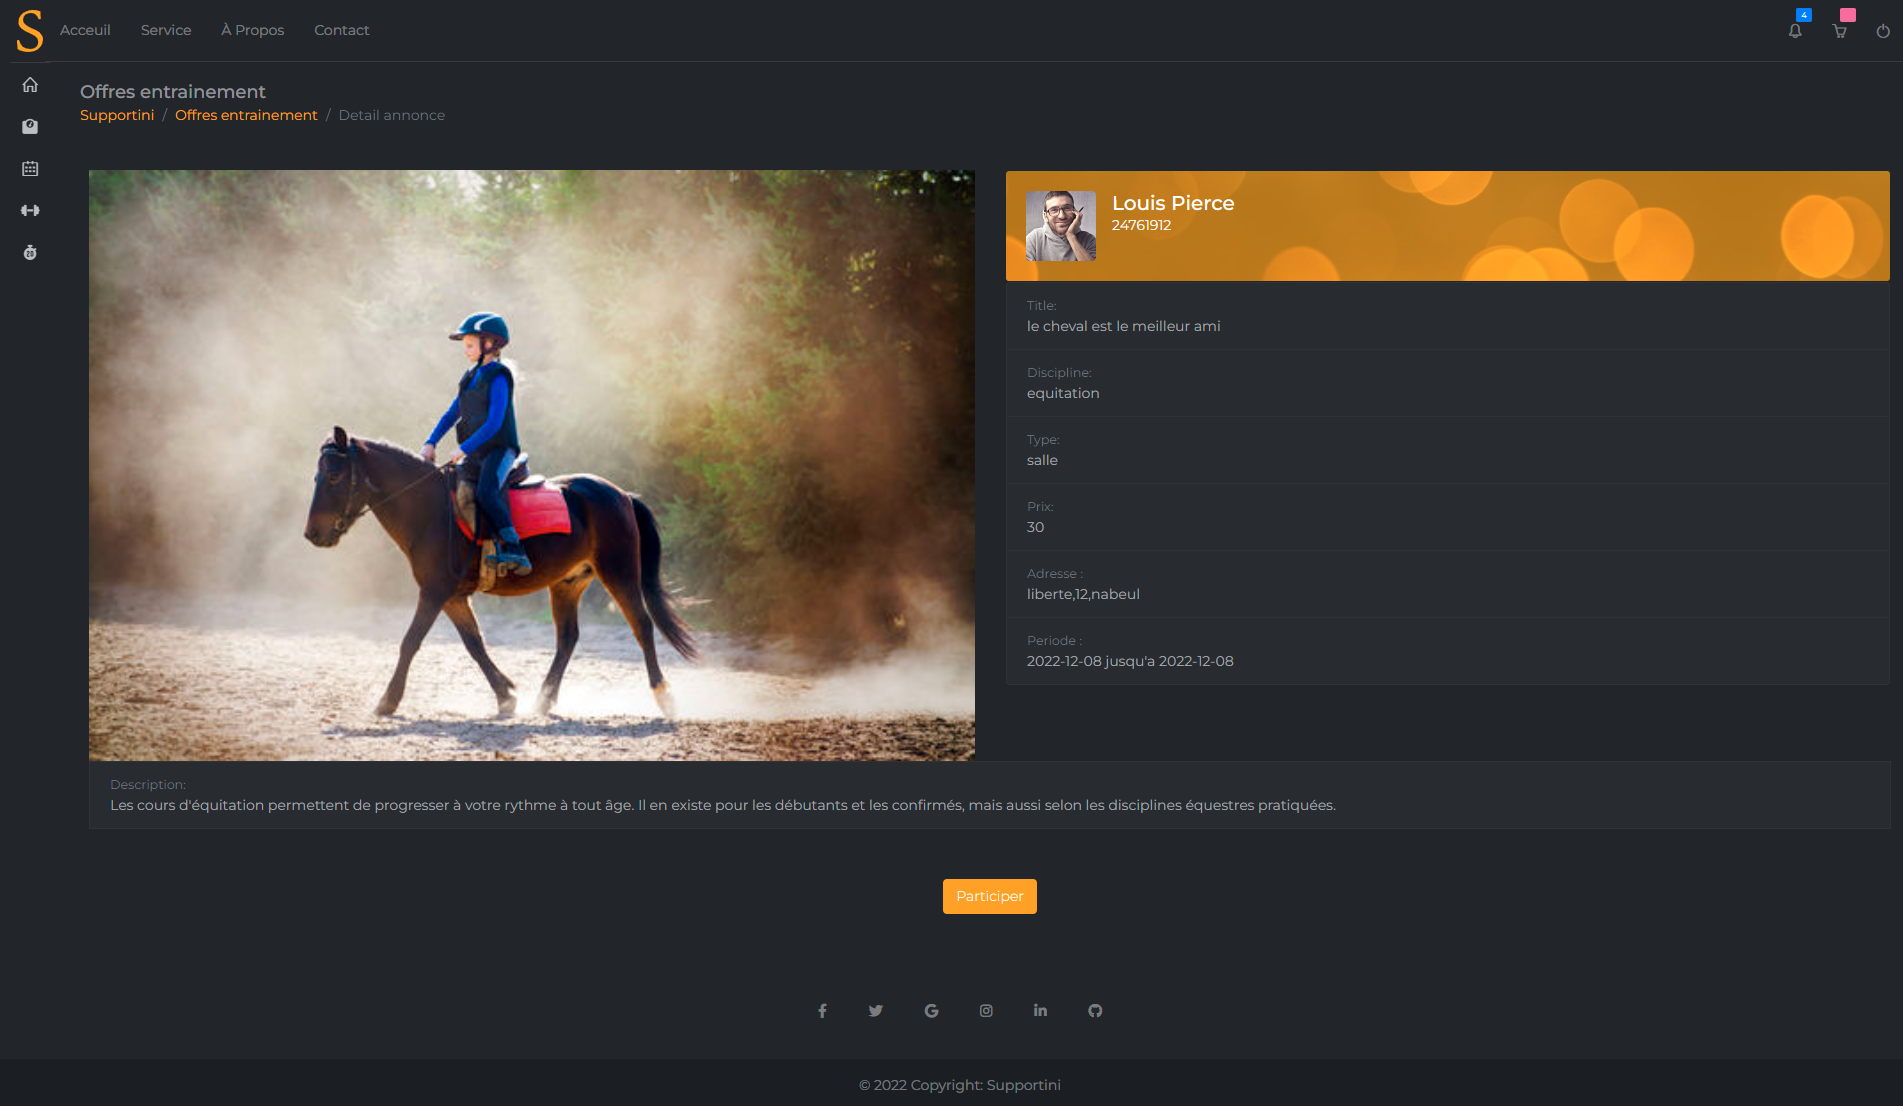 S
Acceuil Service À Propos Contact
4
Offres entrainement
Supportini / Offres entrainement / Detail annonce
Louis Pierce
24761912
Title:
le cheval est le meilleur ami
Discipline:
equitation
Type:
salle
Prix:
30
Adresse :
liberte,12,nabeul
Periode :
2022-12-08 jusqu'a 2022-12-08
Description:
Les cours d'équitation permettent de progresser à votre rythme à tout âge. Il en existe pour les débutants et les confirmés, mais aussi selon les disciplines équestres pratiquées.
Participer
© 2022 Copyright: Supportini